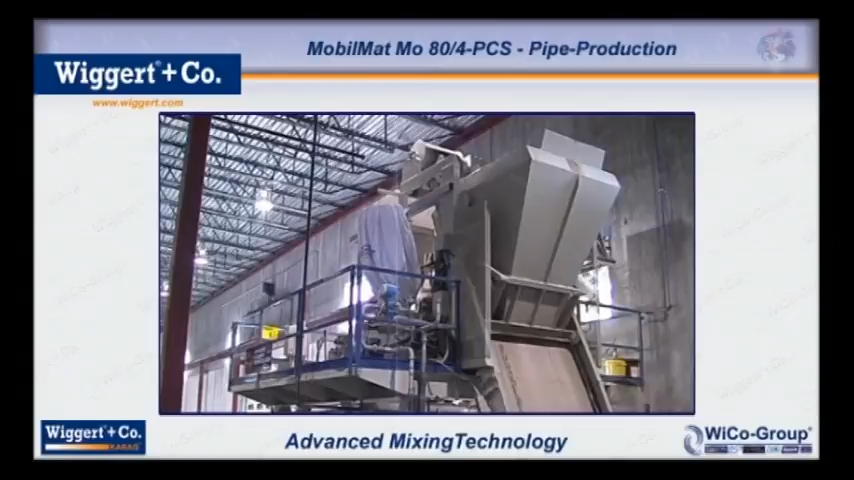 MobilMat Mo 80/4-PCS - Pipe-Production
Wiggert® + Co.
www.wiggert.com
Wiggert® + Co.
Advanced MixingTechnology
WiCo-Group®